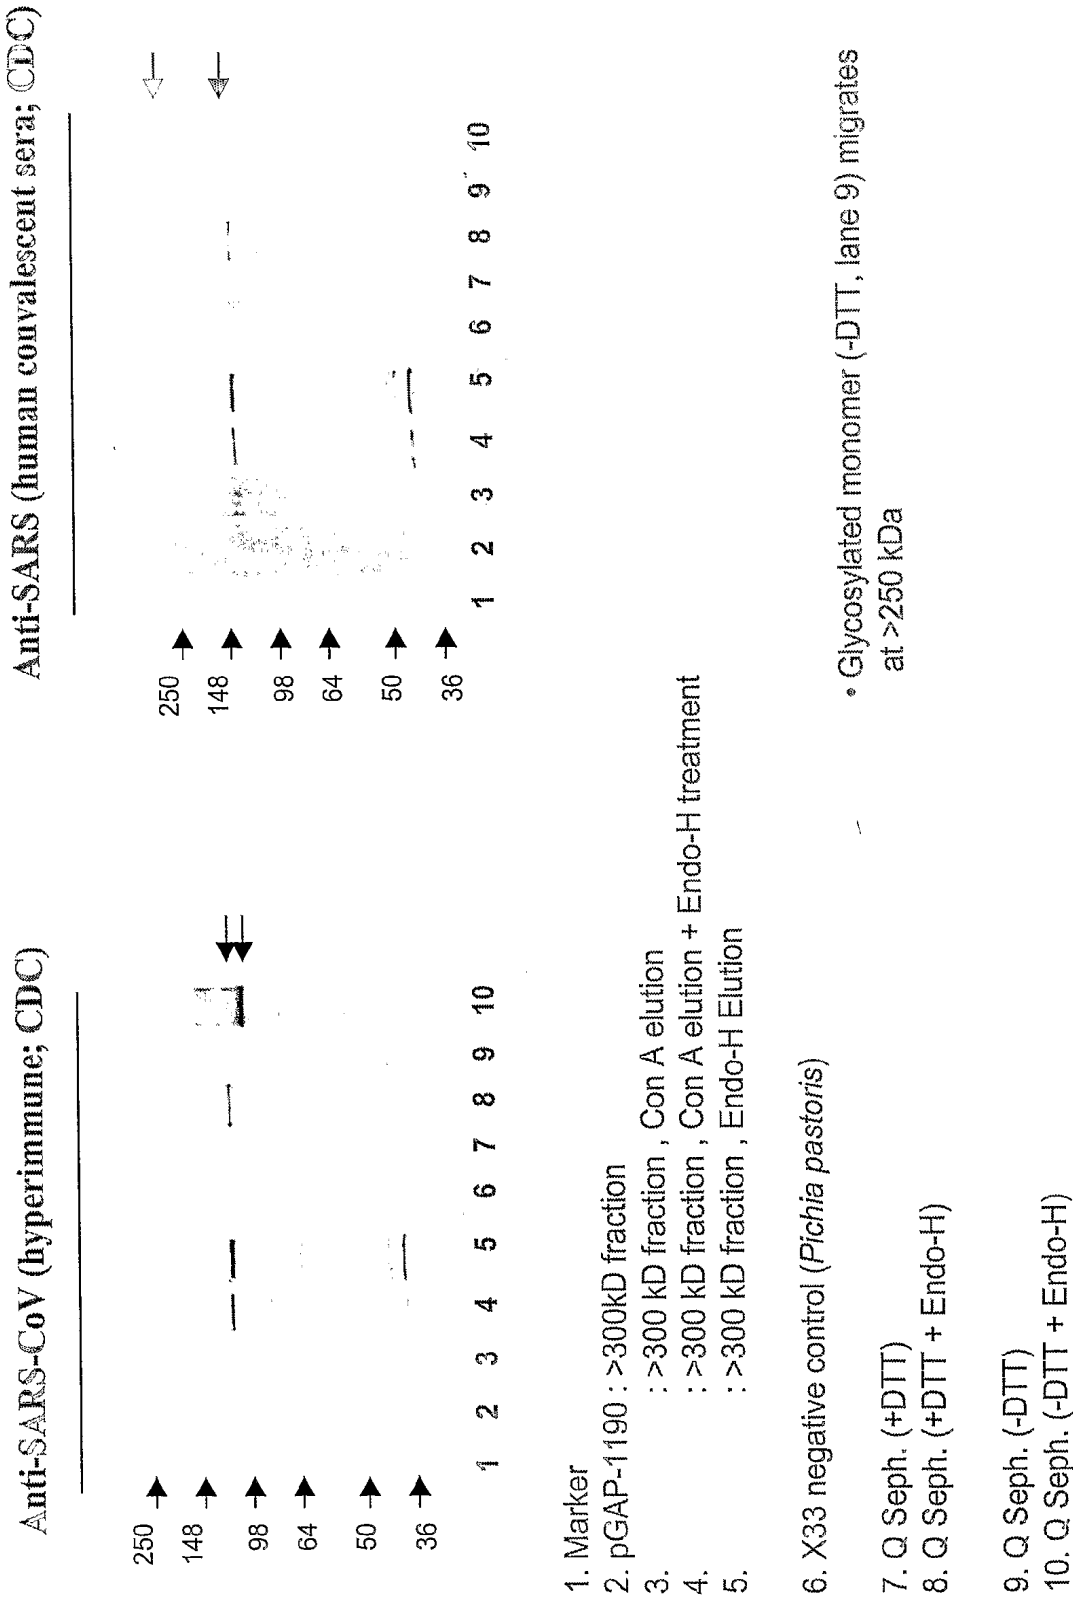 Anti-SARS-CoV (hyperimmune; CDC)
250
148
98
64
50
36
1 2 3 4 5 6 7 8 9 10
Anti-SARS (human convalescent sera; CDC)
250
148
98
64
50
36
1 2 3 4 5 6 7 8 9 10
1. Marker
2. pGAP-1190 : >300kD fraction
3. : >300 kD fraction , Con A elution
4. : >300 kD fraction , Con A elution + Endo-H treatment
5. : >300 kD fraction , Endo-H Elution
6. X33 negative control (Pichia pastoris)
7. Q Seph. (+DTT)
8. Q Seph. (+DTT + Endo-H)
9. Q Seph. (-DTT)
10. Q Seph. (-DTT + Endo-H)
• Glycosylated monomer (-DTT, lane 9) migrates
at >250 kDa